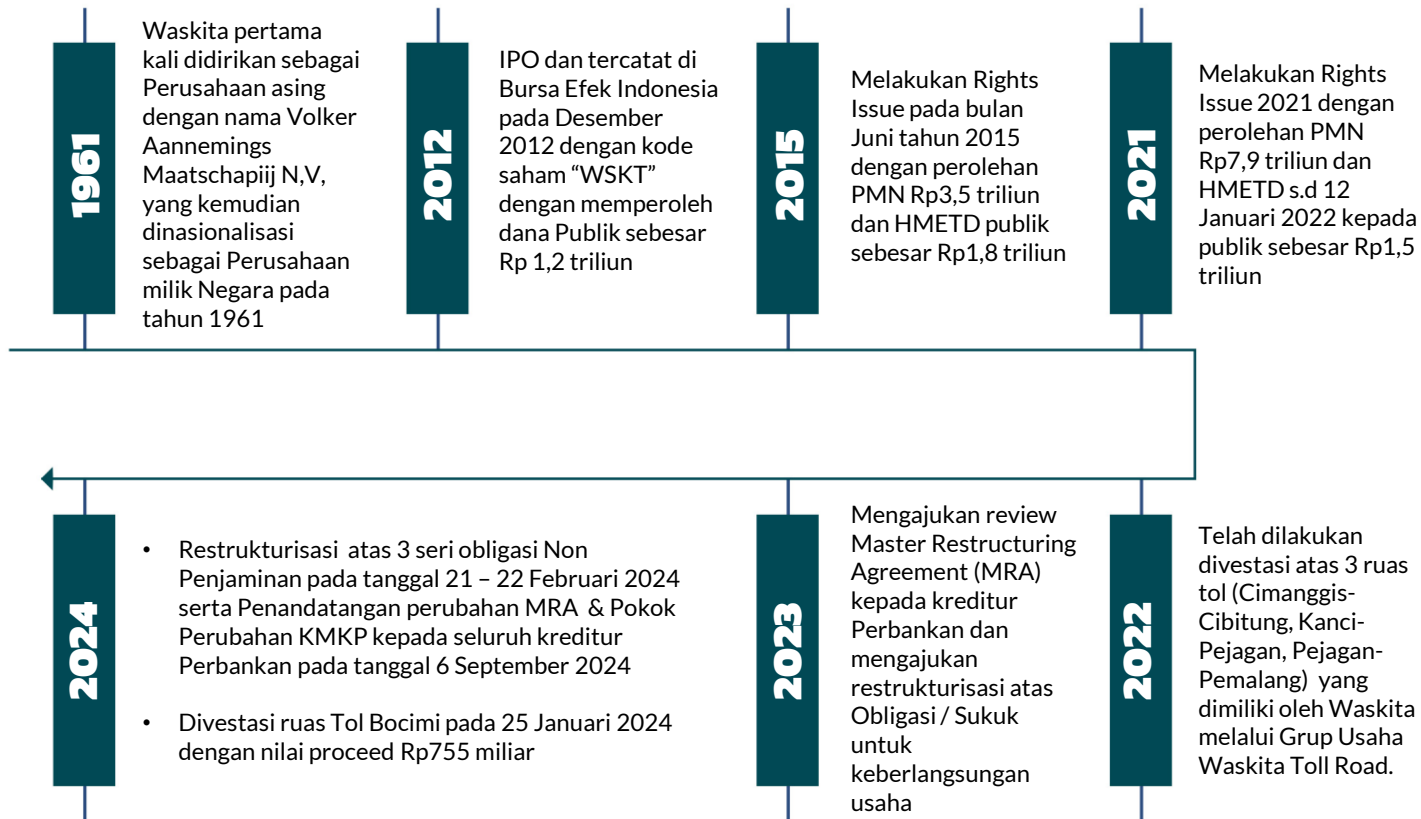 1961
Waskita pertama
kali didirikan sebagai
Perusahaan asing
dengan nama Volker
Aannemings
Maatschapiij N,V,
yang kemudian
dinasionalisasi
sebagai Perusahaan
milik Negara pada
tahun 1961
2012
IPO dan tercatat di
Bursa Efek Indonesia
pada Desember
2012 dengan kode
saham “WSKT”
dengan memperoleh
dana Publik sebesar
Rp 1,2 triliun
2015
Melakukan Rights
Issue pada bulan
Juni tahun 2015
dengan perolehan
PMN Rp3,5 triliun
dan HMETD publik
sebesar Rp1,8 triliun
2021
Melakukan Rights
Issue 2021 dengan
perolehan PMN
Rp7,9 triliun dan
HMETD s.d 12
Januari 2022 kepada
publik sebesar Rp1,5
triliun
2022
Telah dilakukan
divestasi atas 3 ruas
tol (Cimanggis-
Cibitung, Kanci-
Pejagan, Pejagan-
Pemalang) yang
dimiliki oleh Waskita
melalui Grup Usaha
Waskita Toll Road.
2023
Mengajukan review
Master Restructuring
Agreement (MRA)
kepada kreditur
Perbankan dan
mengajukan
restrukturisasi atas
Obligasi / Sukuk
untuk
keberlangsungan
usaha
2024
• Restrukturisasi atas 3 seri obligasi Non
Penjaminan pada tanggal 21 – 22 Februari 2024
serta Penandatangan perubahan MRA & Pokok
Perubahan KMKP kepada seluruh kreditur
Perbankan pada tanggal 6 September 2024
• Divestasi ruas Tol Bocimi pada 25 Januari 2024
dengan nilai proceed Rp755 miliar